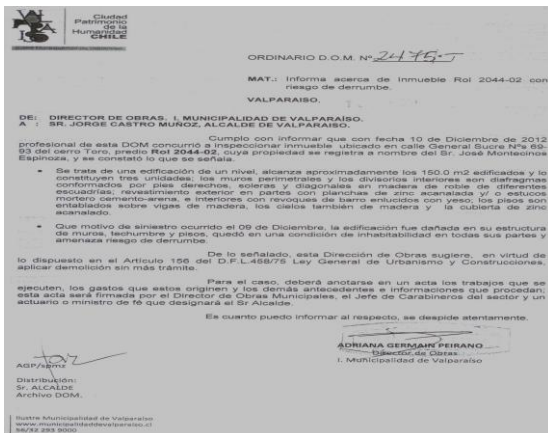 Ciudad
Patrimonio
de la
Humanidad
CHILE
ORDINARIO D.O.M. Nº 2475.-
MAT.: Informa acerca de Inmueble Rol 2044-02 con
riesgo de derrumbe.
VALPARAISO,
DE: DIRECTOR DE OBRAS. I. MUNICIPALIDAD DE VALPARAÍSO.
A : SR. JORGE CASTRO MUÑOZ, ALCALDE DE VALPARAISO.
Cumplo con informar que con fecha 10 de Diciembre de 2012
profesional de esta DOM concurrió a inspeccionar inmueble ubicado en calle General Sucre Nºs 69-
93 del cerro Toro, predio Rol 2044-02, cuya propiedad se registra a nombre del Sr. José Montecinos
Espinoza, y se constató lo que se señala.
• Se trata de una edificación de un nivel, alcanza aproximadamente los 150.0 m2 edificados y lo
constituyen tres unidades; los muros perimetrales y los divisorios interiores son diafragmas
conformados por pies derechos, soleras y diagonales en madera de roble de diferentes
escuadrías; revestimiento exterior en partes con planchas de zinc acanalada y/ o estucos
mortero cemento-arena, e interiores con revoques de barro enlucidos con yeso; los pisos son
entablados sobre vigas de madera, los cielos también de madera y la cubierta de zinc
acanalado.
• Que motivo de siniestro ocurrido el 09 de Diciembre, la edificación fue dañada en su estructura
de muros, techumbre y pisos, quedó en una condición de inhabitabilidad en todas sus partes y
amenaza riesgo de derrumbe.
De lo señalado, esta Dirección de Obras sugiere, en virtud de
lo dispuesto en el Artículo 156 del D.F.L.458/75 Ley General de Urbanismo y Construcciones,
aplicar demolición sin más trámite.
Para el caso, deberá anotarse en un acta los trabajos que se
ejecuten, los gastos que estos originen y los demás antecedentes e informaciones que procedan;
esta acta será firmada por el Director de Obras Municipales, el Jefe de Carabineros del sector y un
actuario o ministro de fé que designará el Sr Alcalde.
Es cuanto puedo informar al respecto, se despide atentamente.
ADRIANA GERMAIN PEIRANO
Director de Obras
I. Municipalidad de Valparaíso
AGP/spmz
Distribución:
Sr. ALCALDE
Archivo DOM.
Ilustre Municipalidad de Valparaíso
www.municipalidaddevalparaiso.cl
56/32 293 9000